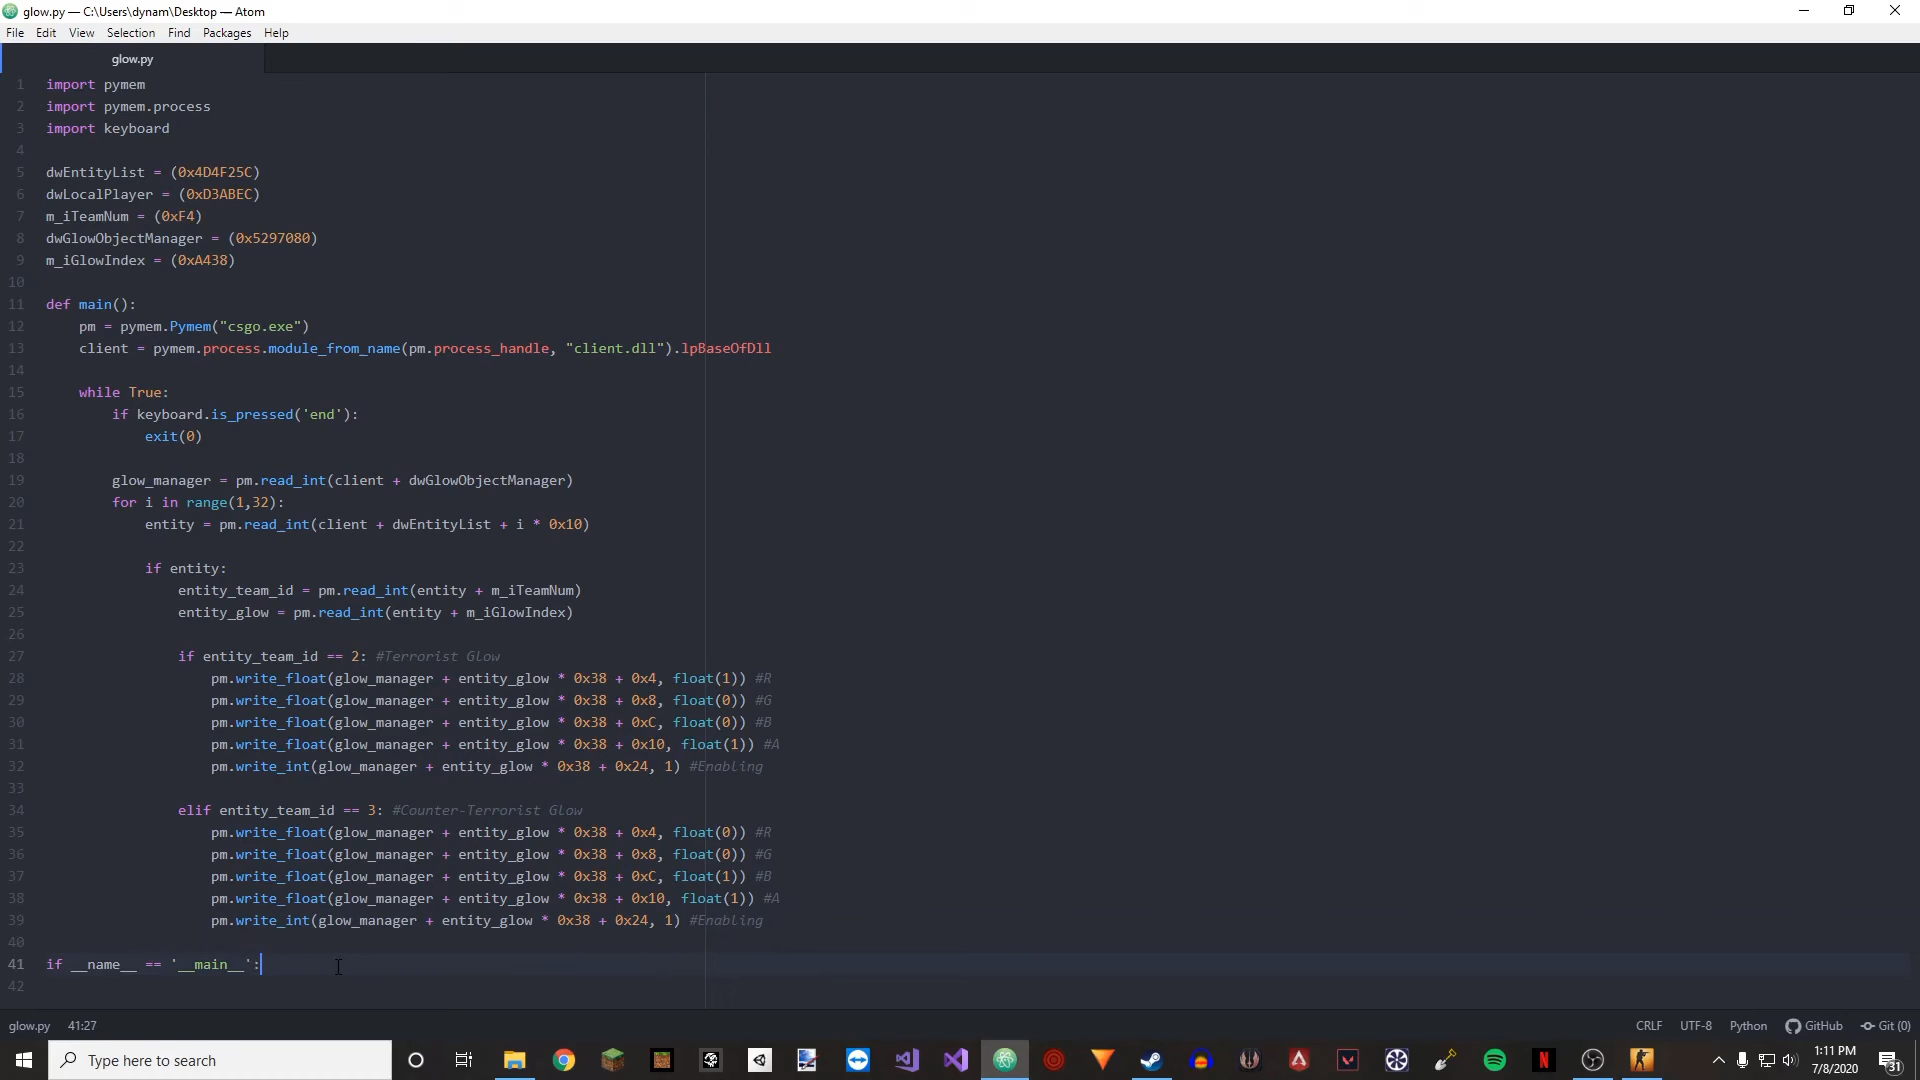 glow.py — C:\Users\dynam\Desktop — Atom
File Edit View Selection Find Packages Help
glow.py
1 import pymem
2 import pymem.process
3 import keyboard
4
5 dwEntityList = (0x4D4F25C)
6 dwLocalPlayer = (0xD3ABEC)
7 m_iTeamNum = (0xF4)
8 dwGlowObjectManager = (0x5297080)
9 m_iGlowIndex = (0xA438)
10
11 def main():
12     pm = pymem.Pymem("csgo.exe")
13     client = pymem.process.module_from_name(pm.process_handle, "client.dll").lpBaseOfDll
14
15     while True:
16         if keyboard.is_pressed('end'):
17             exit(0)
18
19         glow_manager = pm.read_int(client + dwGlowObjectManager)
20         for i in range(1,32):
21             entity = pm.read_int(client + dwEntityList + i * 0x10)
22
23             if entity:
24                 entity_team_id = pm.read_int(entity + m_iTeamNum)
25                 entity_glow = pm.read_int(entity + m_iGlowIndex)
26
27                 if entity_team_id == 2: #Terrorist Glow
28                     pm.write_float(glow_manager + entity_glow * 0x38 + 0x4, float(1)) #R
29                     pm.write_float(glow_manager + entity_glow * 0x38 + 0x8, float(0)) #G
30                     pm.write_float(glow_manager + entity_glow * 0x38 + 0xC, float(0)) #B
31                     pm.write_float(glow_manager + entity_glow * 0x38 + 0x10, float(1)) #A
32                     pm.write_int(glow_manager + entity_glow * 0x38 + 0x24, 1) #Enabling
33
34                 elif entity_team_id == 3: #Counter-Terrorist Glow
35                     pm.write_float(glow_manager + entity_glow * 0x38 + 0x4, float(0)) #R
36                     pm.write_float(glow_manager + entity_glow * 0x38 + 0x8, float(0)) #G
37                     pm.write_float(glow_manager + entity_glow * 0x38 + 0xC, float(1)) #B
38                     pm.write_float(glow_manager + entity_glow * 0x38 + 0x10, float(1)) #A
39                     pm.write_int(glow_manager + entity_glow * 0x38 + 0x24, 1) #Enabling
40
41 if __name__ == '__main__':
42
glow.py 41:27 CRLF UTF-8 Python GitHub Git (0)
Type here to search
1:11 PM
7/8/2020
31